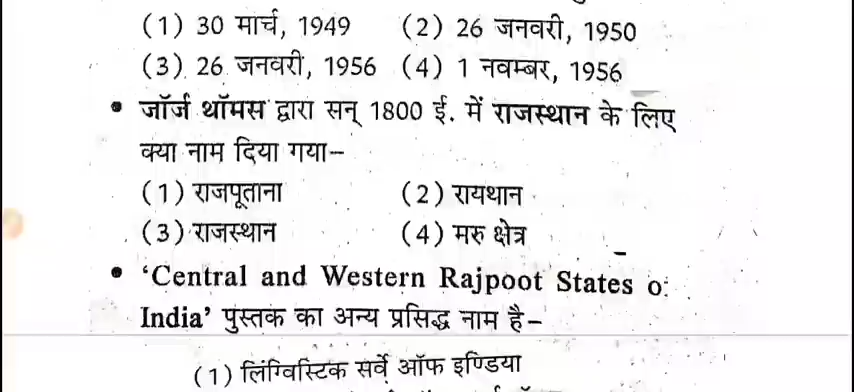 (1) 30 मार्च, 1949 (2) 26 जनवरी, 1950
(3) 26 जनवरी, 1956 (4) 1 नवम्बर, 1956
• जॉर्ज थॉमस द्वारा सन् 1800 ई. में राजस्थान के लिए
क्या नाम दिया गया–
(1) राजपूताना (2) रायथान
(3) राजस्थान (4) मरु क्षेत्र
• ‘Central and Western Rajpoot States
India’ पुस्तक का अन्य प्रसिद्ध नाम है–
(1) लिंग्विस्टिक सर्वे ऑफ इण्डिया